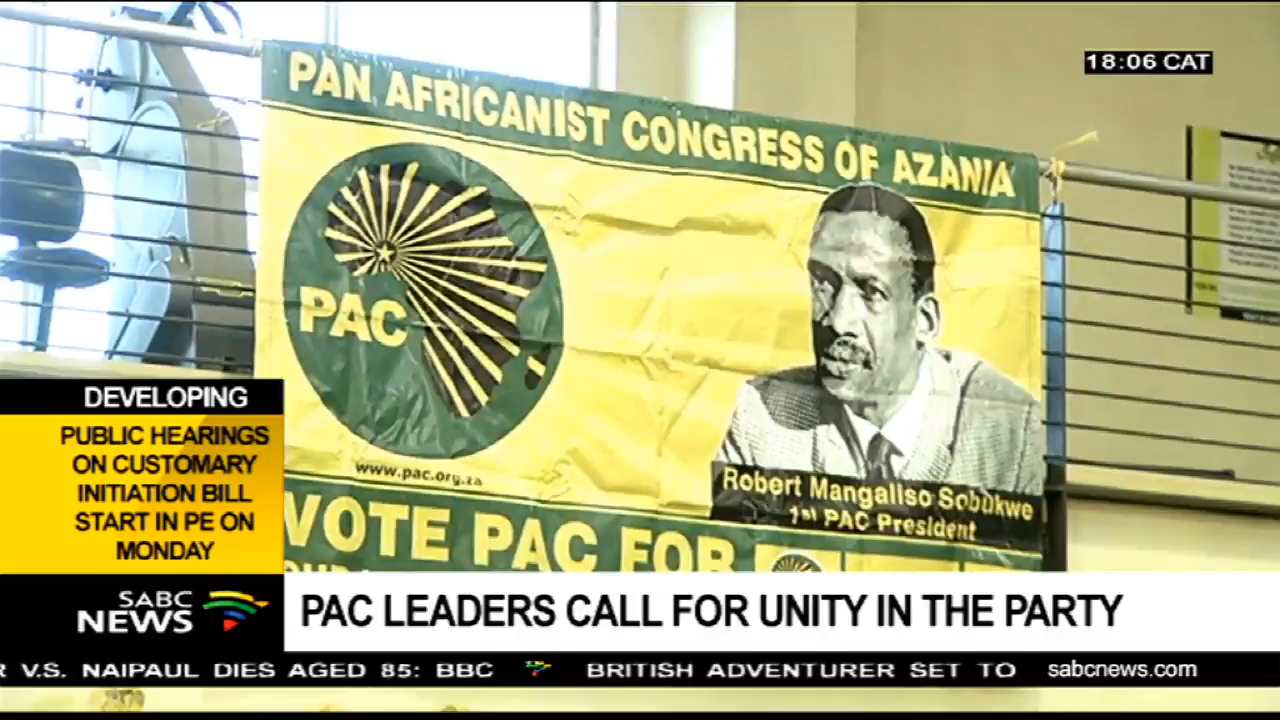 18:06 CAT
PAN AFRICANIST CONGRESS OF AZANIA
PAC
www.pac.org.za
Robert Mangaliso Sobukwe
1st PAC President
VOTE PAC FOR
DEVELOPING
PUBLIC HEARINGS
ON CUSTOMARY
INITIATION BILL
START IN PE ON
MONDAY
SABC
NEWS
PAC LEADERS CALL FOR UNITY IN THE PARTY
R V.S. NAIPAUL DIES AGED 85: BBC BRITISH ADVENTURER SET TO
sabcnews.com